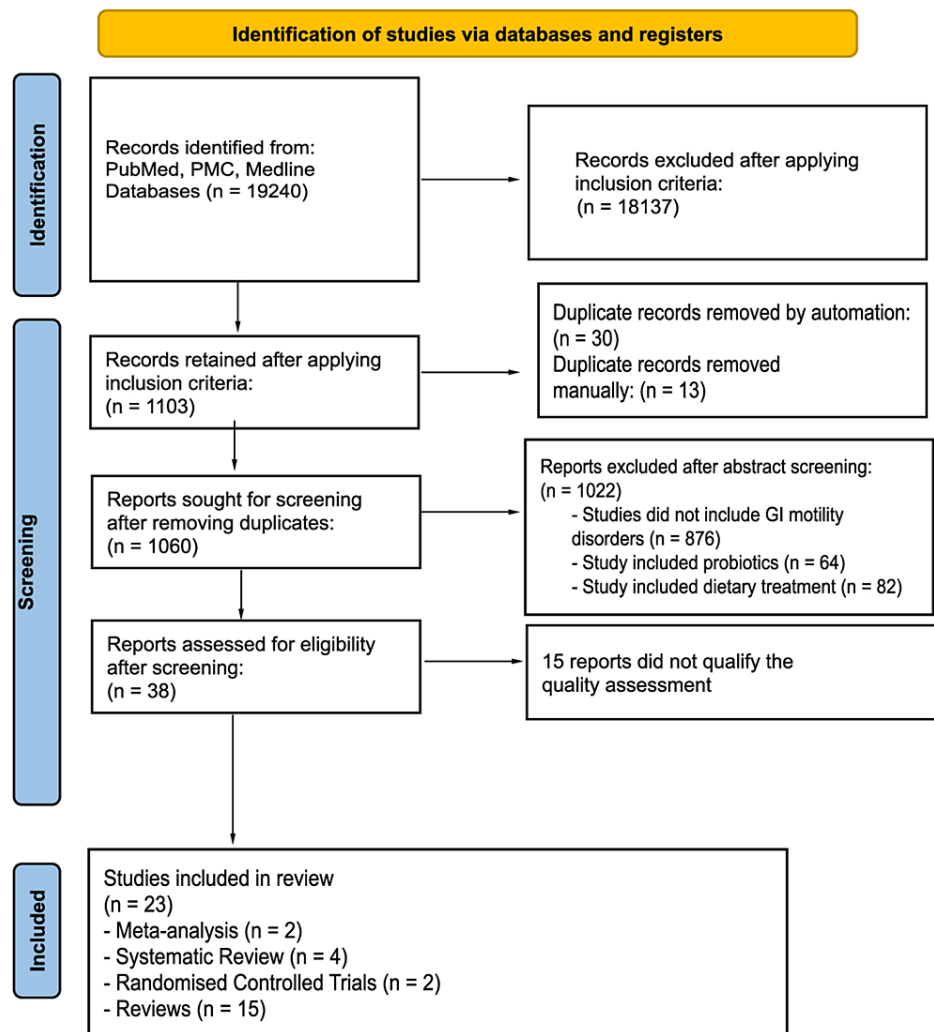 Identification of studies via databases and registers
Identification
Records identified from:
PubMed, PMC, Medline
Databases (n = 19240)
Records excluded after applying
inclusion criteria:
(n = 18137)
Screening
Records retained after applying
inclusion criteria:
(n = 1103)
Duplicate records removed by automation:
(n = 30)
Duplicate records removed
manually: (n = 13)
Reports sought for screening
after removing duplicates:
(n = 1060)
Reports excluded after abstract screening:
(n = 1022)
- Studies did not include GI motility
disorders (n = 876)
- Study included probiotics (n = 64)
- Study included dietary treatment (n = 82)
Reports assessed for eligibility
after screening:
(n = 38)
15 reports did not qualify the
quality assessment
Included
Studies included in review
(n = 23)
- Meta-analysis (n = 2)
- Systematic Review (n = 4)
- Randomised Controlled Trials (n = 2)
- Reviews (n = 15)